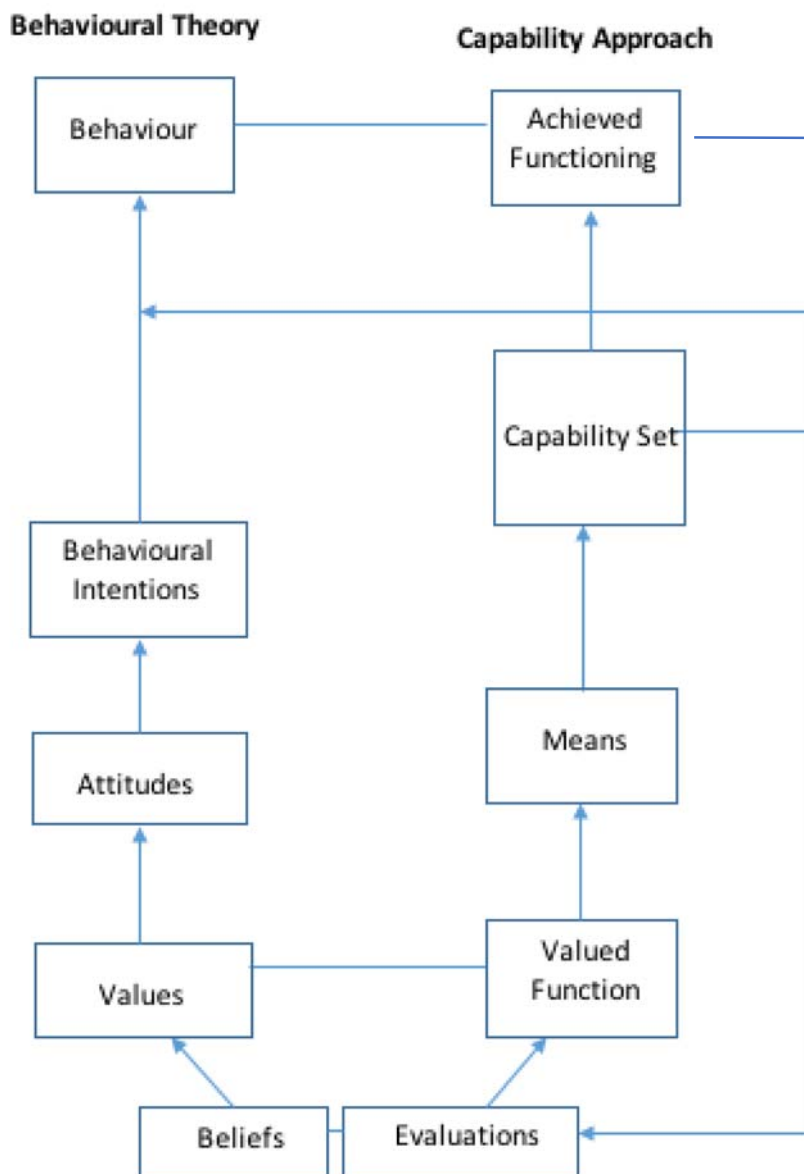 Behavioural Theory
Capability Approach
Behaviour
Achieved
Functioning
Capability Set
Behavioural
Intentions
Means
Attitudes
Valued
Function
Values
Beliefs
Evaluations